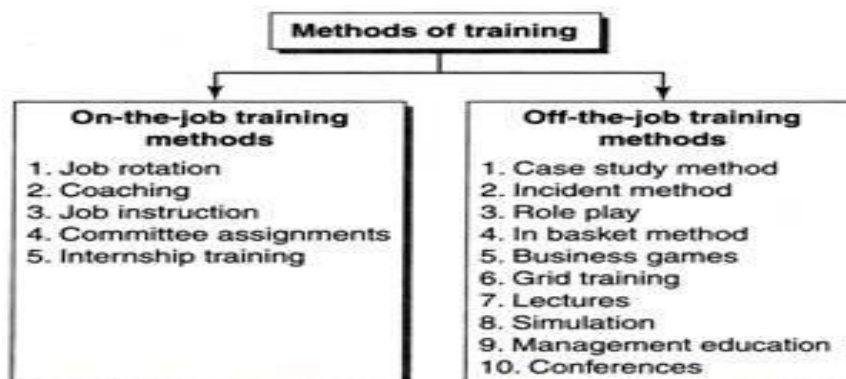 Methods of training
On-the-job training
methods
1. Job rotation
2. Coaching
3. Job instruction
4. Committee assignments
5. Internship training
Off-the-job training
methods
1. Case study method
2. Incident method
3. Role play
4. In basket method
5. Business games
6. Grid training
7. Lectures
8. Simulation
9. Management education
10. Conferences